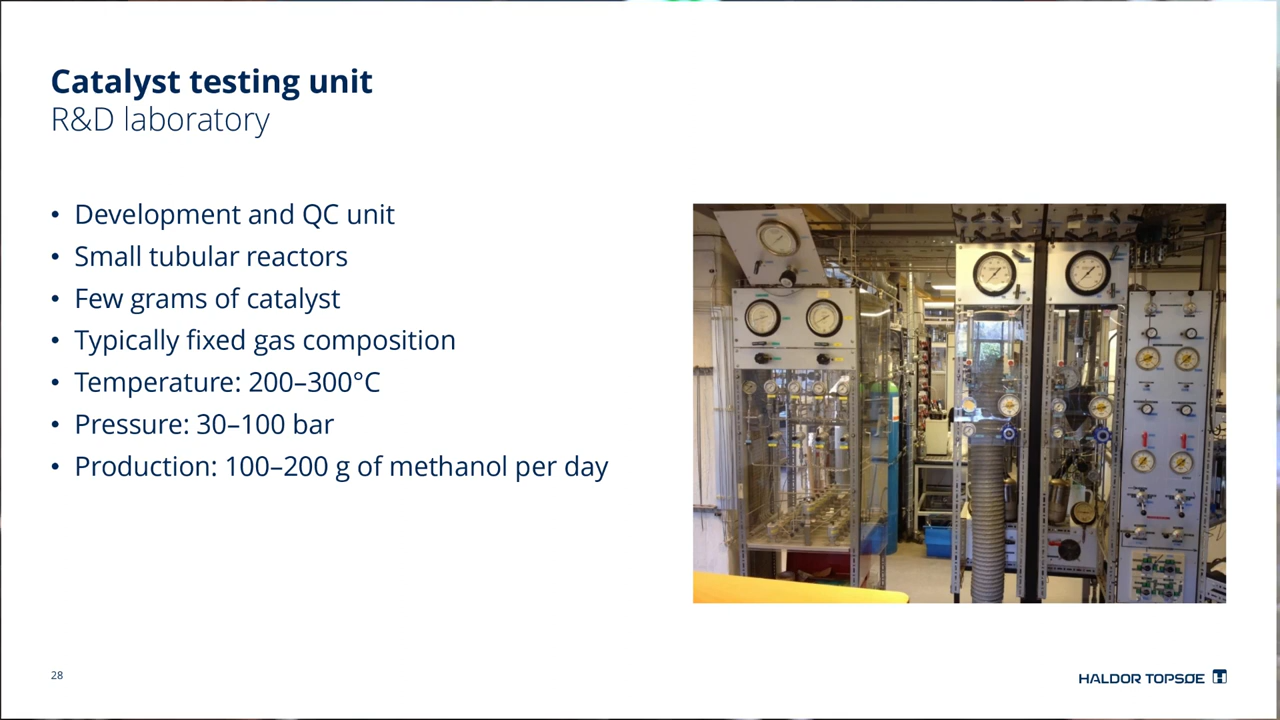 Catalyst testing unit
R&D laboratory
• Development and QC unit
• Small tubular reactors
• Few grams of catalyst
• Typically fixed gas composition
• Temperature: 200–300°C
• Pressure: 30–100 bar
• Production: 100–200 g of methanol per day
28
HALDOR TOPSØE